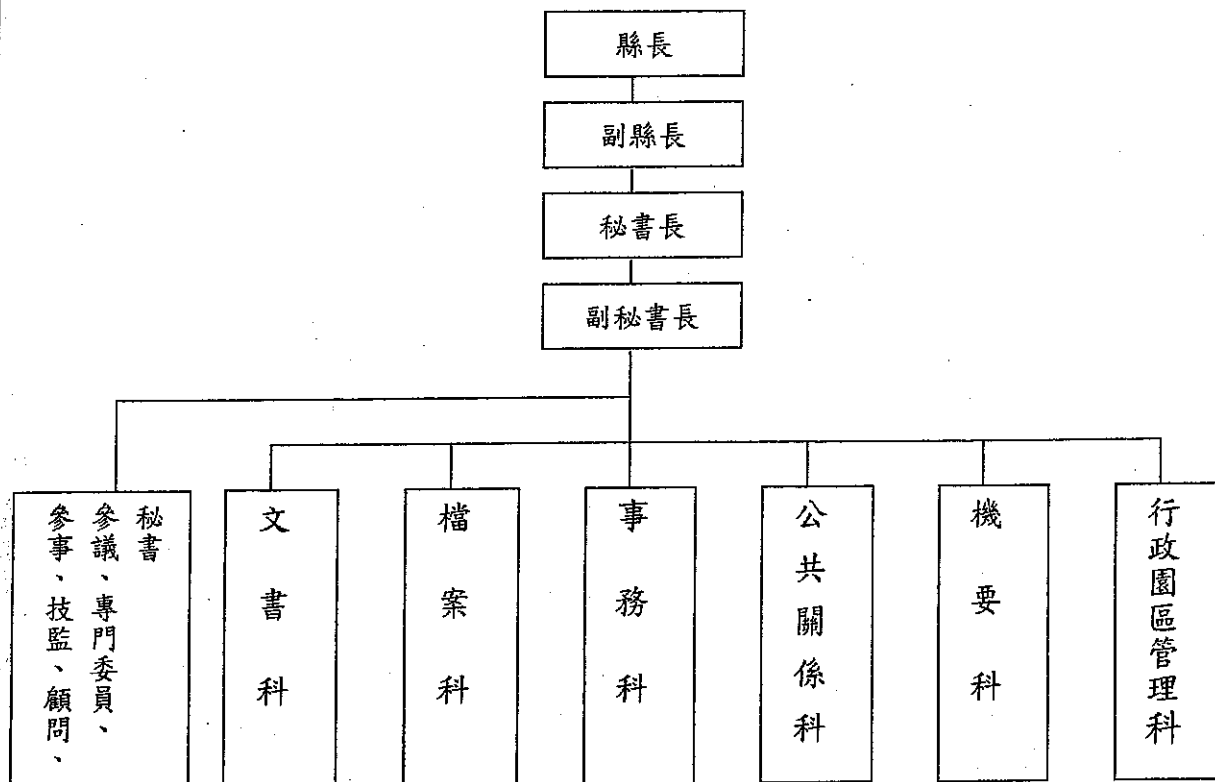 縣長
副縣長
秘書長
副秘書長
參事、技監、顧問、
參議、專門委員、
秘書
文書科
檔案科
事務科
公共關係科
機要科
行政園區管理科